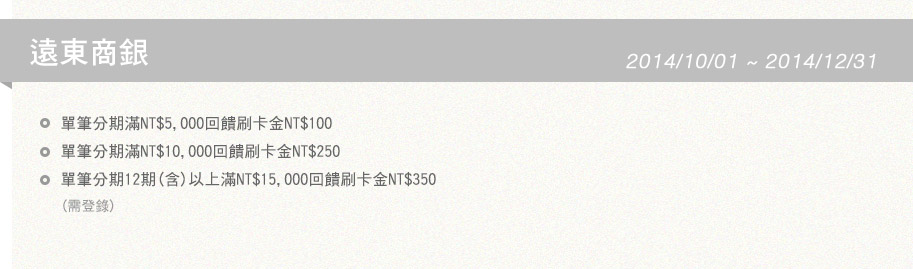 遠東商銀
2014/10/01 ~ 2014/12/31
單筆分期滿NT$5,000回饋刷卡金NT$100
單筆分期滿NT$10,000回饋刷卡金NT$250
單筆分期12期(含)以上滿NT$15,000回饋刷卡金NT$350
(需登錄)